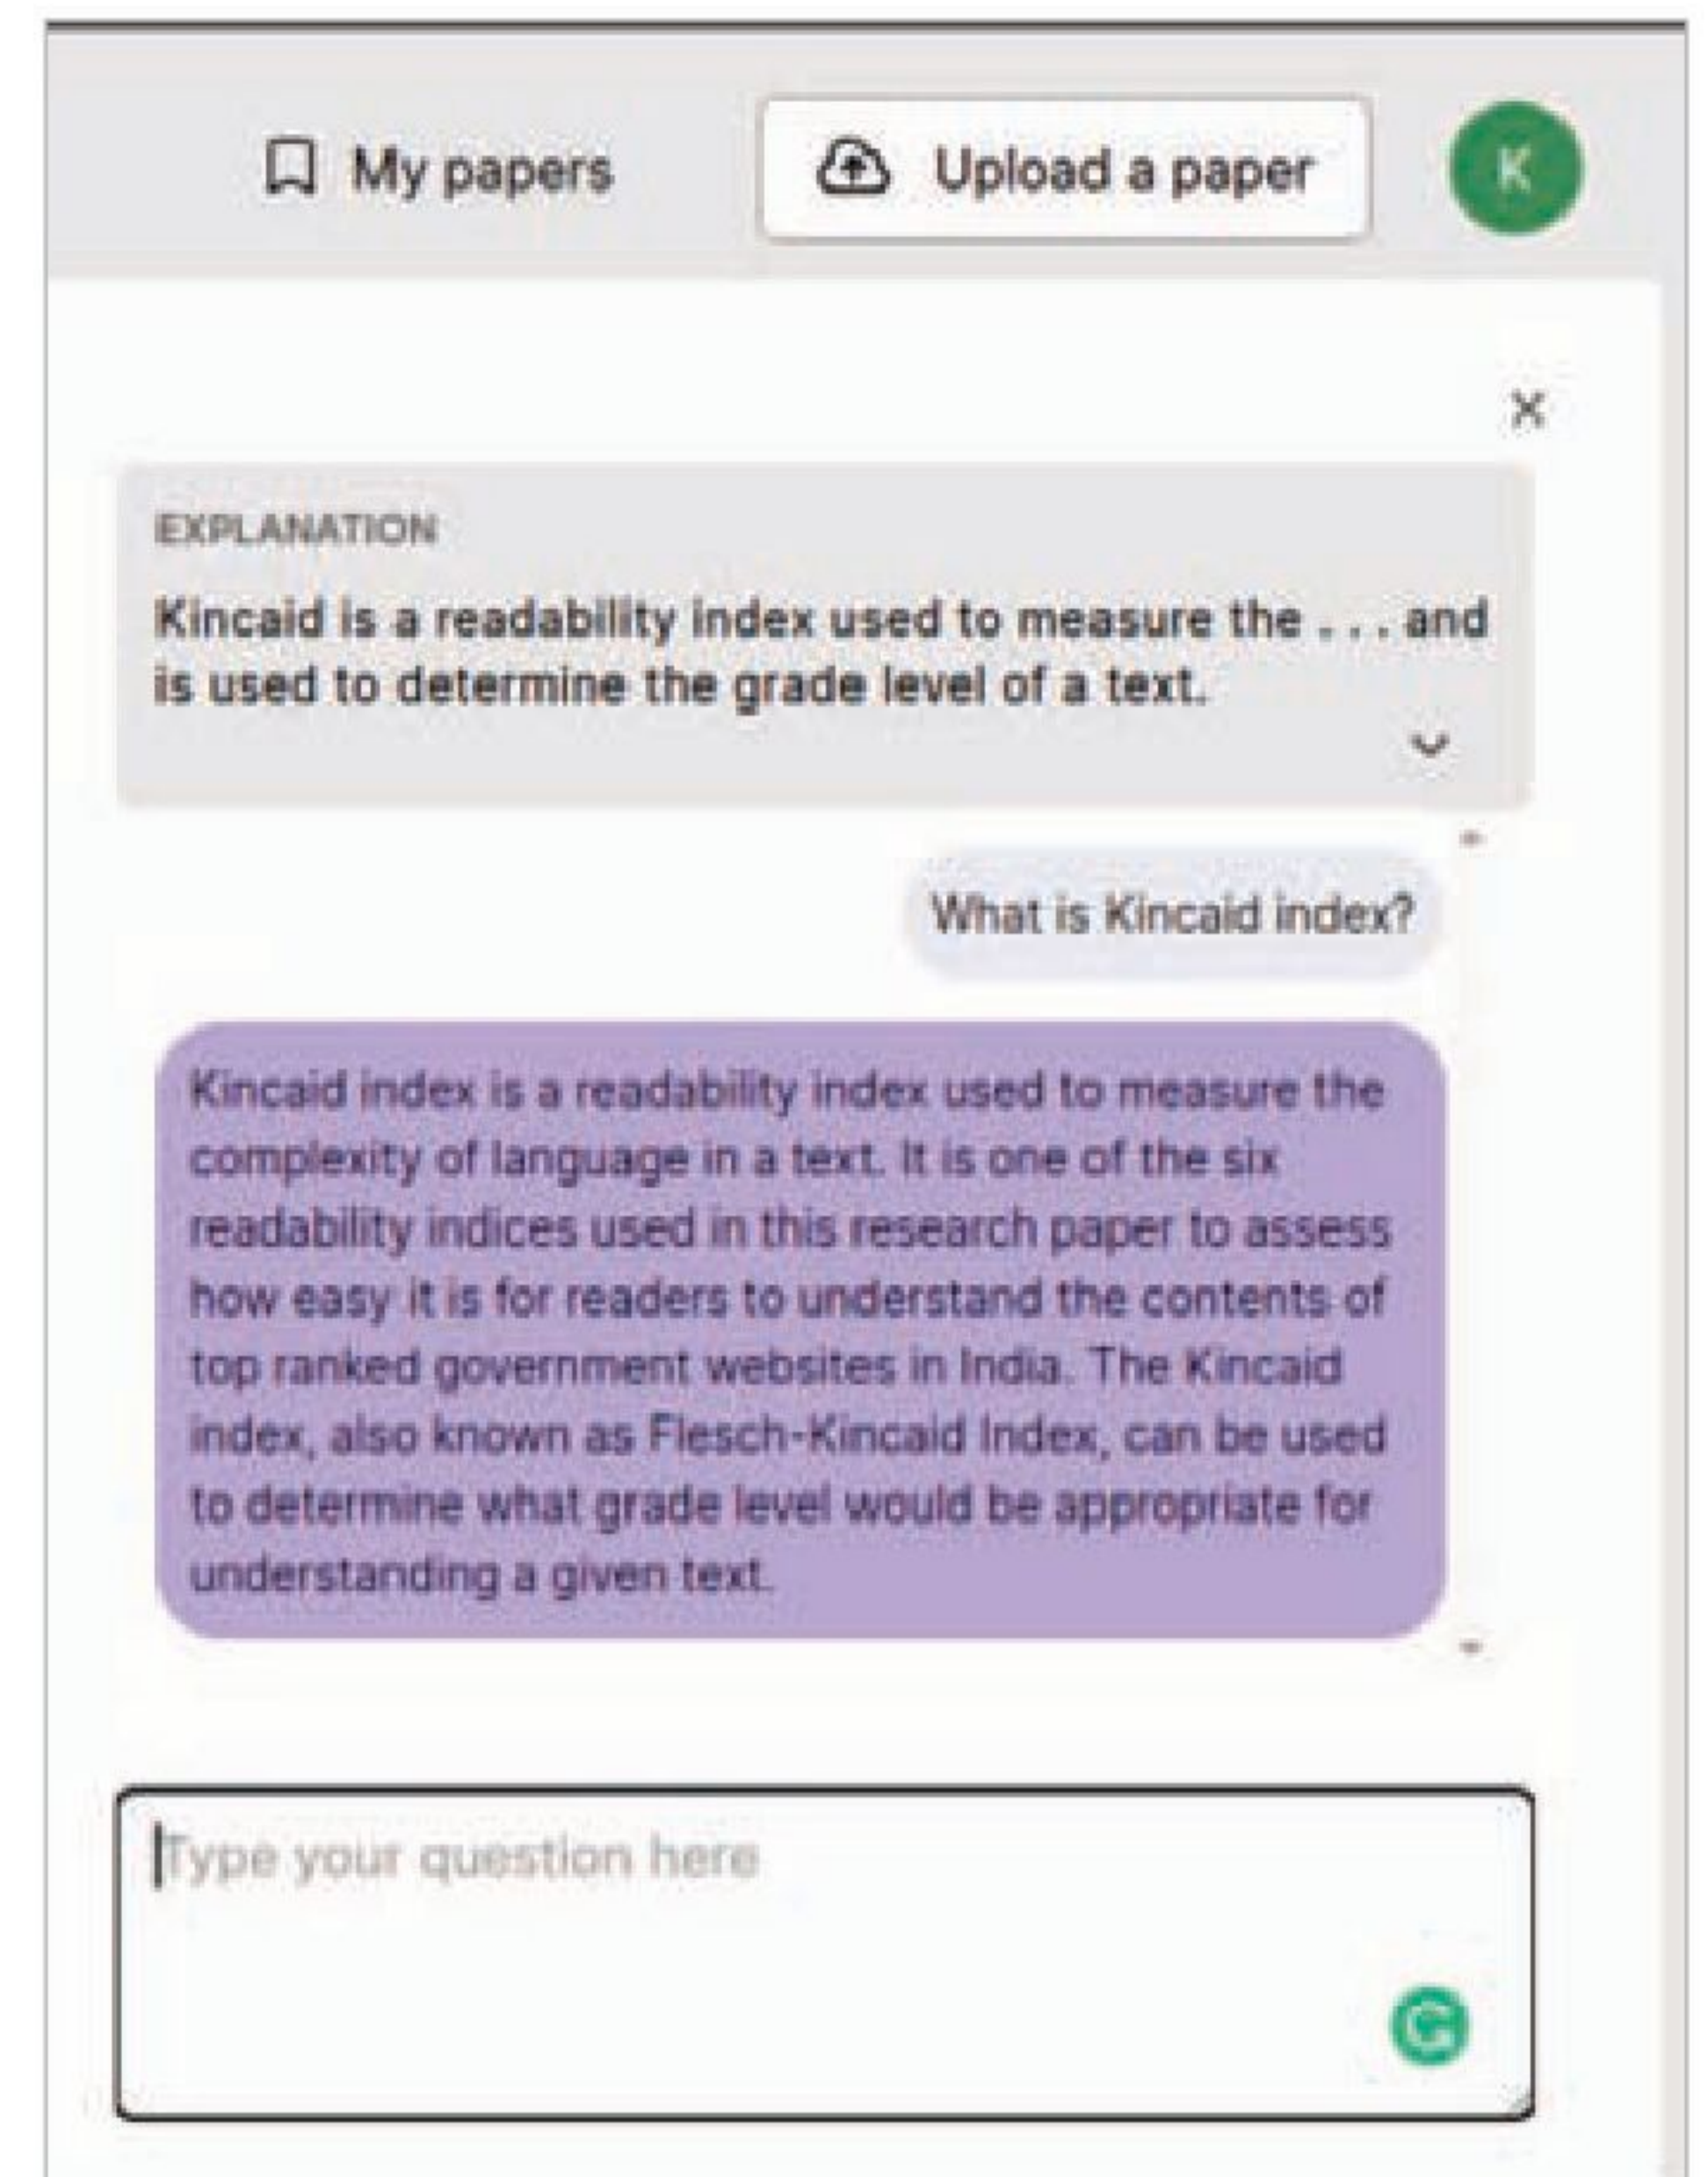 My papers
Upload a paper
K
EXPLANATION
Kincaid is a readability index used to measure the . . . and
is used to determine the grade level of a text.
What is Kincaid index?
Kincaid index is a readability index used to measure the
complexity of language in a text. It is one of the six
readability indices used in this research paper to assess
how easy it is for readers to understand the contents of
top ranked government websites in India. The Kincaid
index, also known as Flesch-Kincaid Index, can be used
to determine what grade level would be appropriate for
understanding a given text.
Type your question here